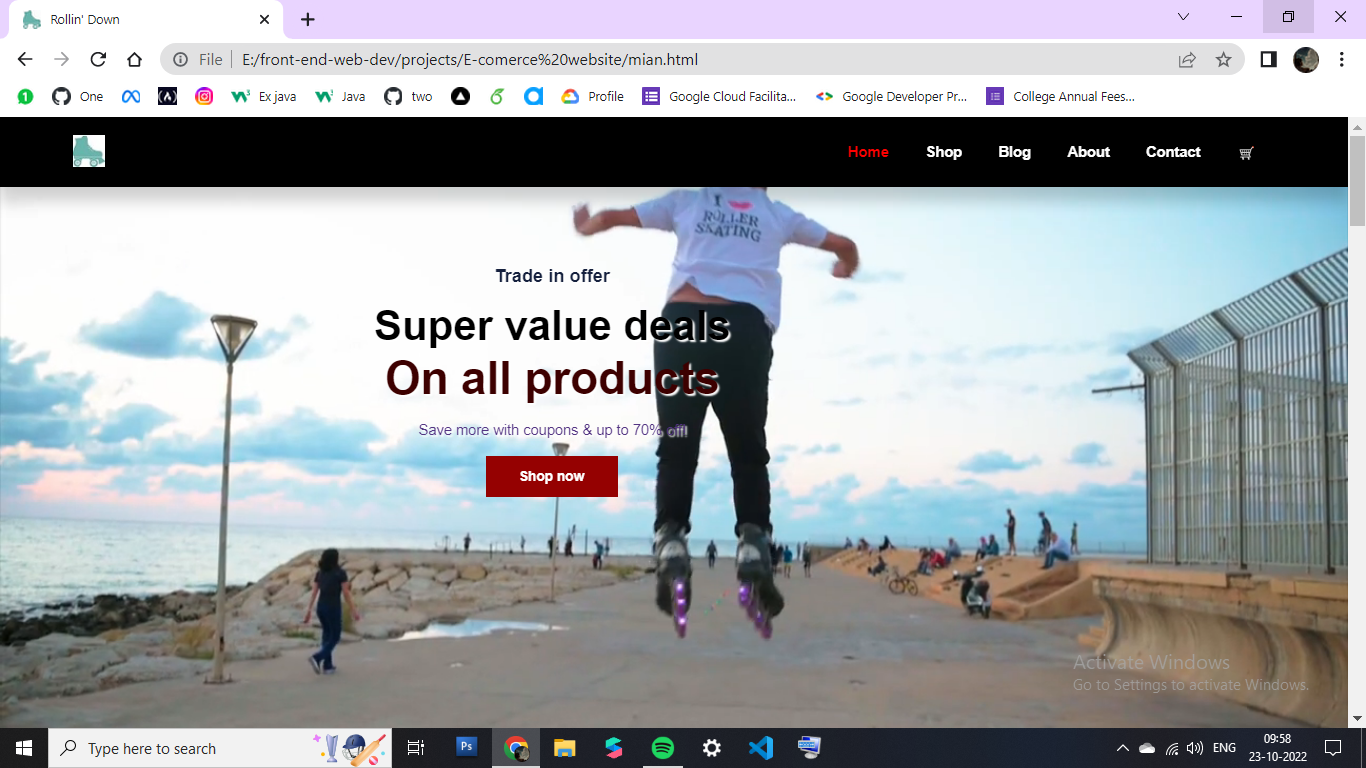 Rollin' Down
File E:/front-end-web-dev/projects/E-comerce%20website/mian.html
One Ex java Java two Profile Google Cloud Facilita... Google Developer Pr... College Annual Fees...
Home Shop Blog About Contact
I
ROLLER
SKATING
Trade in offer
Super value deals
On all products
Save more with coupons & up to 70% off!
Shop now
Activate Windows
Go to Settings to activate Windows.
Type here to search
Ps
ENG
09:58
23-10-2022